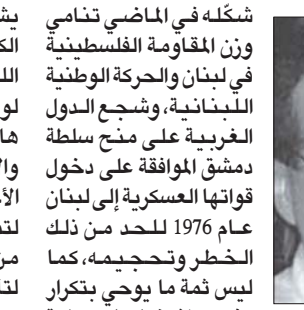 شكّله في الماضي تنامي
وزن المقاومة الفلسطينية
في لبنان والحركة الوطنية
اللبنانية، وشجع الدول
الغربية على منح سلطة
دمشق الموافقة على دخول
قواتها العسكرية إلى لبنان
عام 1976 للحد من ذلك
الخطر وتحجيمه، كما
ليس ثمة ما يوحي بتكرار